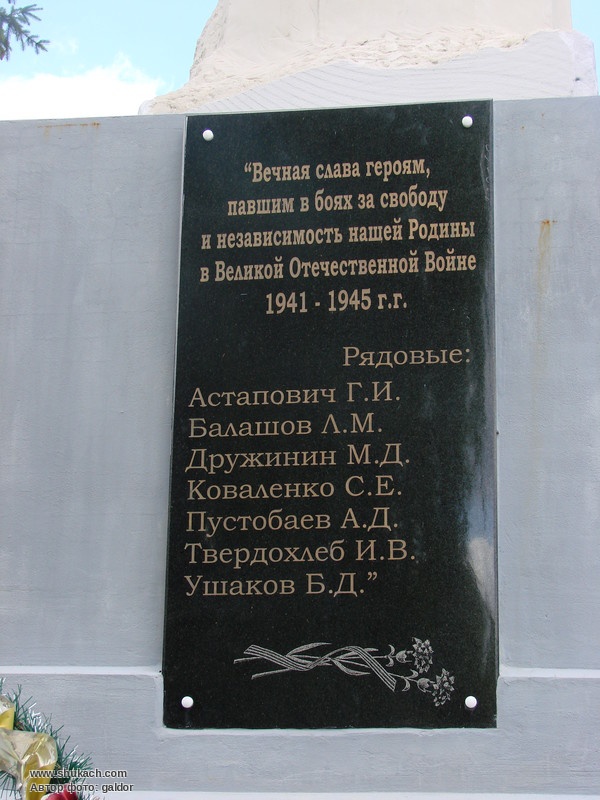 “Вечная слава героям,
павшим в боях за свободу
и независимость нашей Родины
в Великой Отечественной Войне
1941 - 1945 г.г.
Рядовые:
Астапович Г.И.
Балашов Л.М.
Дружинин М.Д.
Коваленко С.Е.
Пустобаев А.Д.
Твердохлеб И.В.
Ушаков Б.Д.”
www.shukach.com
Автор фото: galdor